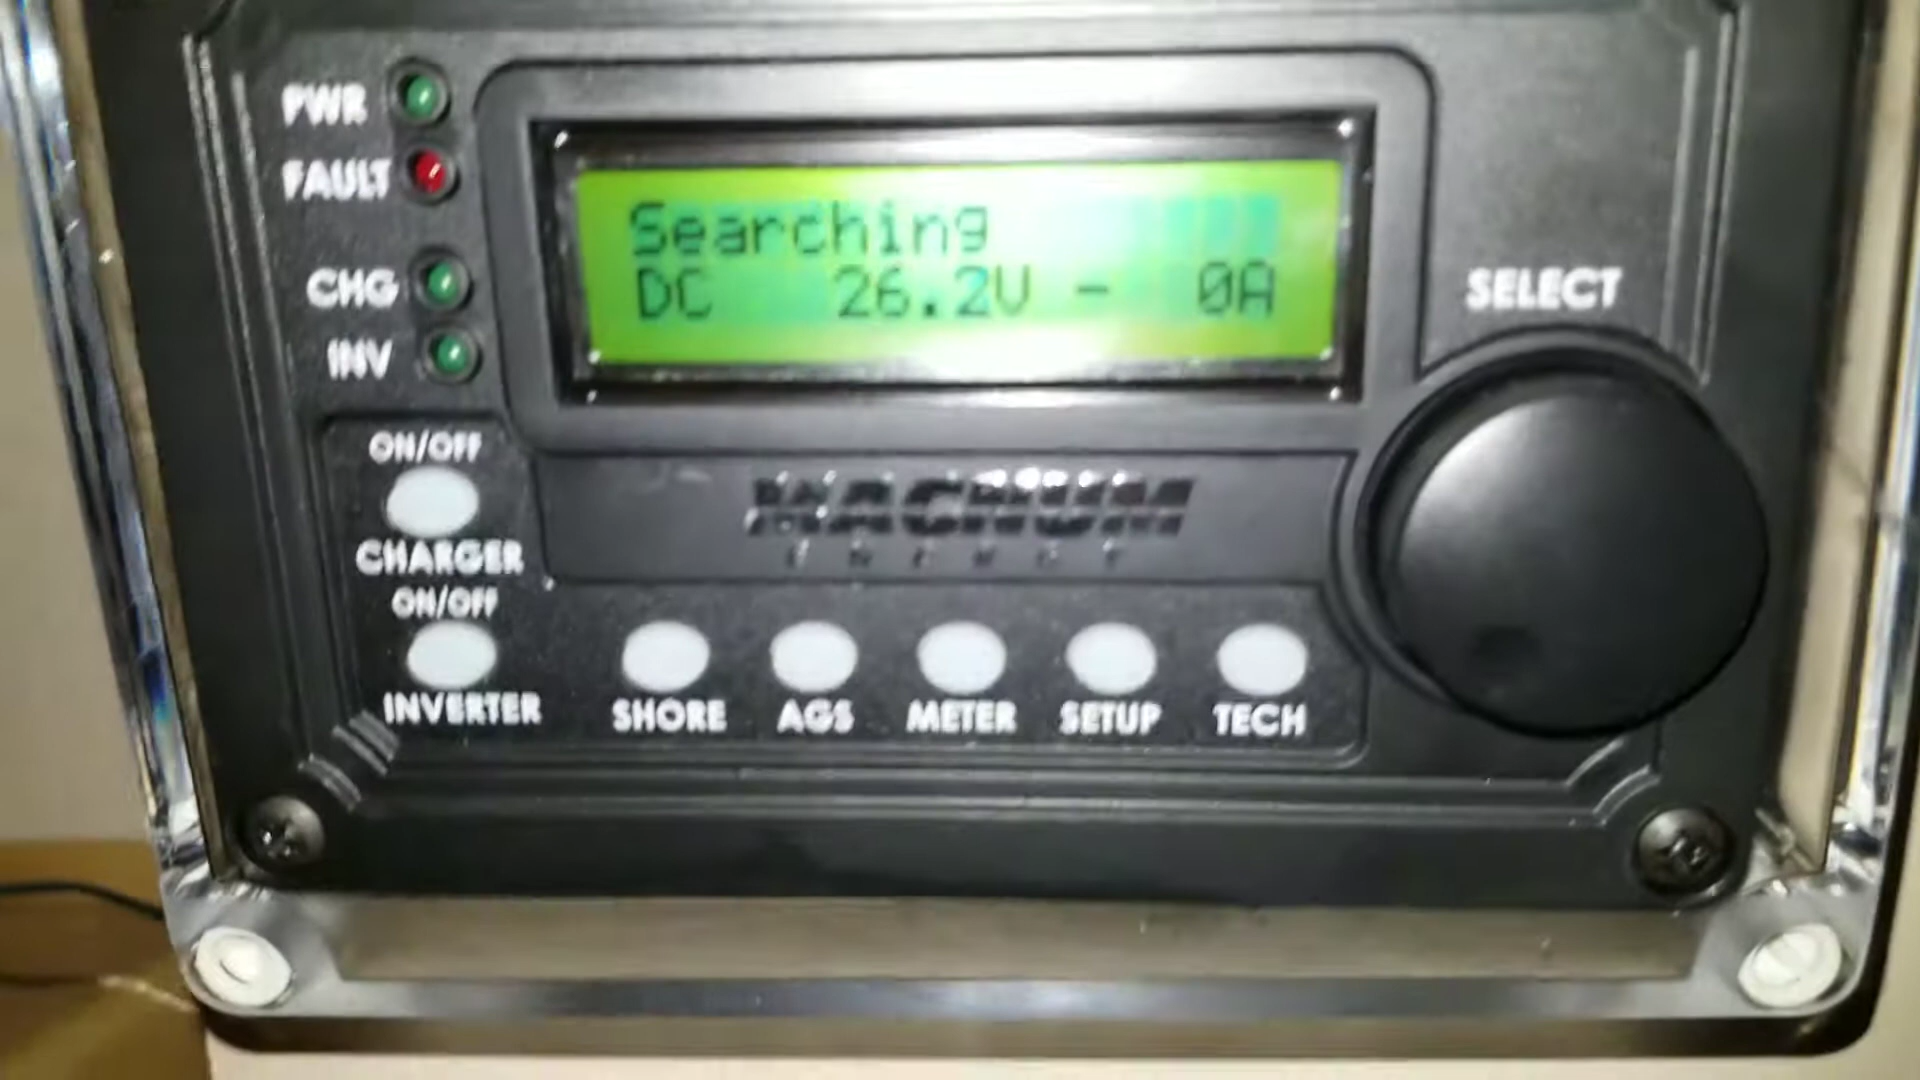 PWR
FAULT
CHG
INV
Searching
DC 26.2V - 0A
SELECT
ON/OFF
CHARGER
ON/OFF
INVERTER
MAGNUM
ENERGY
SHORE
AGS
METER
SETUP
TECH